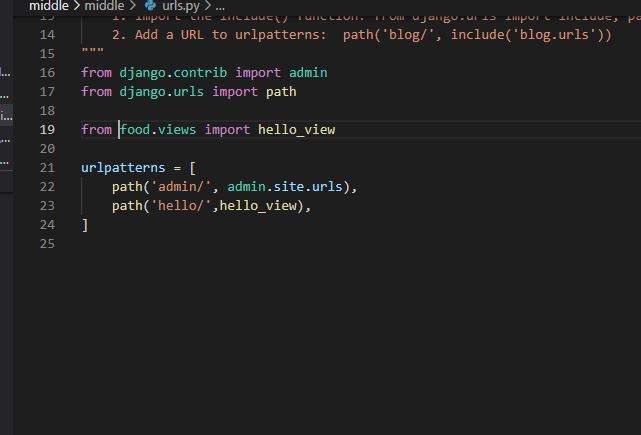 middle > middle > urls.py > ...
13 1. Import the include() function: from django.urls import include, pa
14 2. Add a URL to urlpatterns:  path('blog/', include('blog.urls'))
15 """
16 from django.contrib import admin
17 from django.urls import path
18
19 from food.views import hello_view
20
21 urlpatterns = [
22     path('admin/', admin.site.urls),
23     path('hello/',hello_view),
24 ]
25